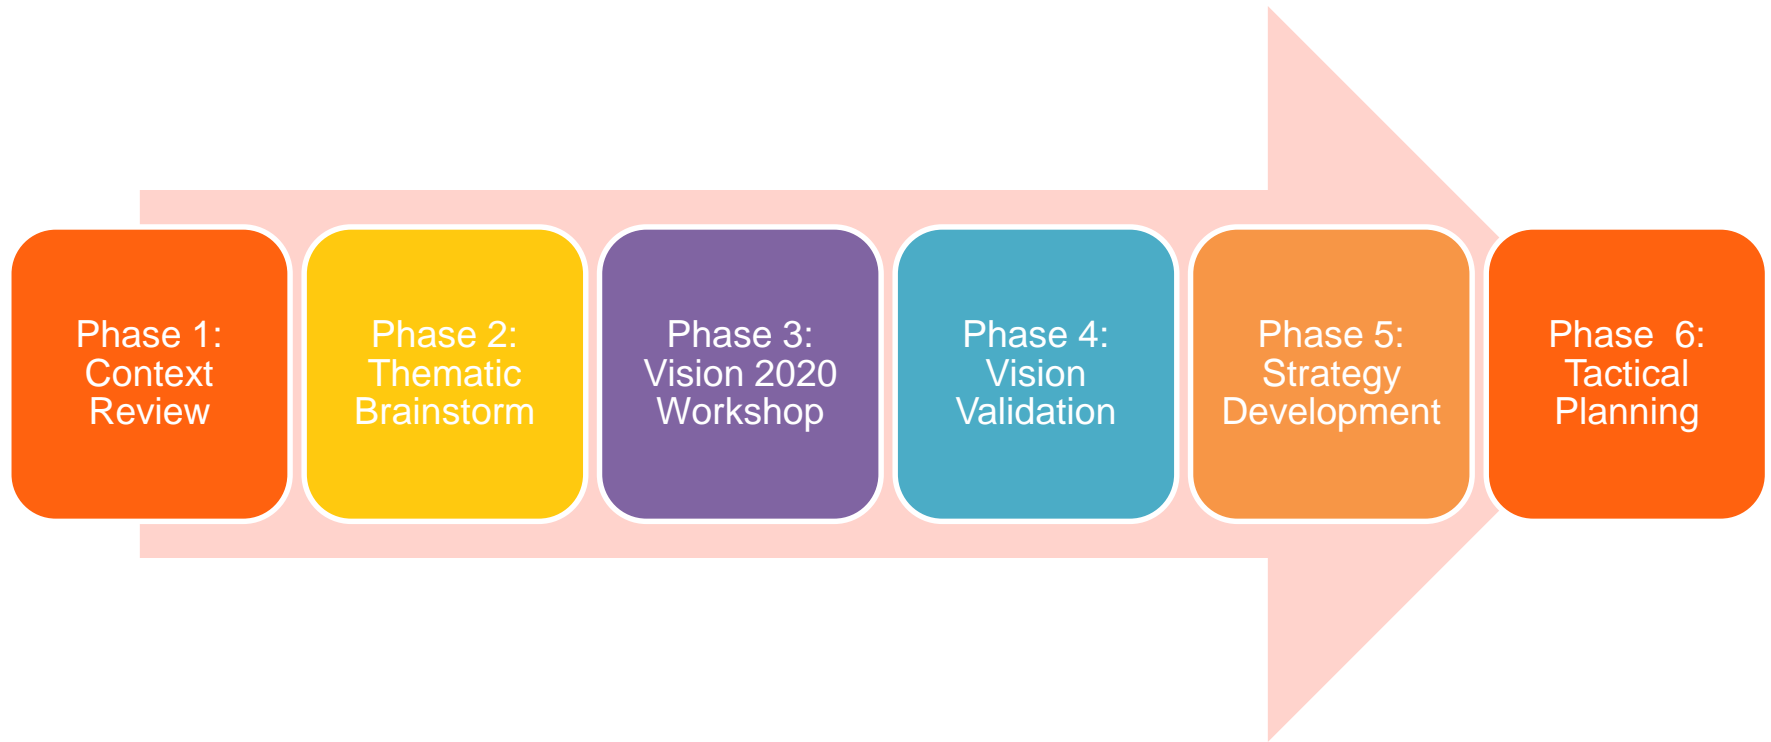 Phase 1:
Context
Review
Phase 2:
Thematic
Brainstorm
Phase 3:
Vision 2020
Workshop
Phase 4:
Vision
Validation
Phase 5:
Strategy
Development
Phase  6:
Tactical
Planning